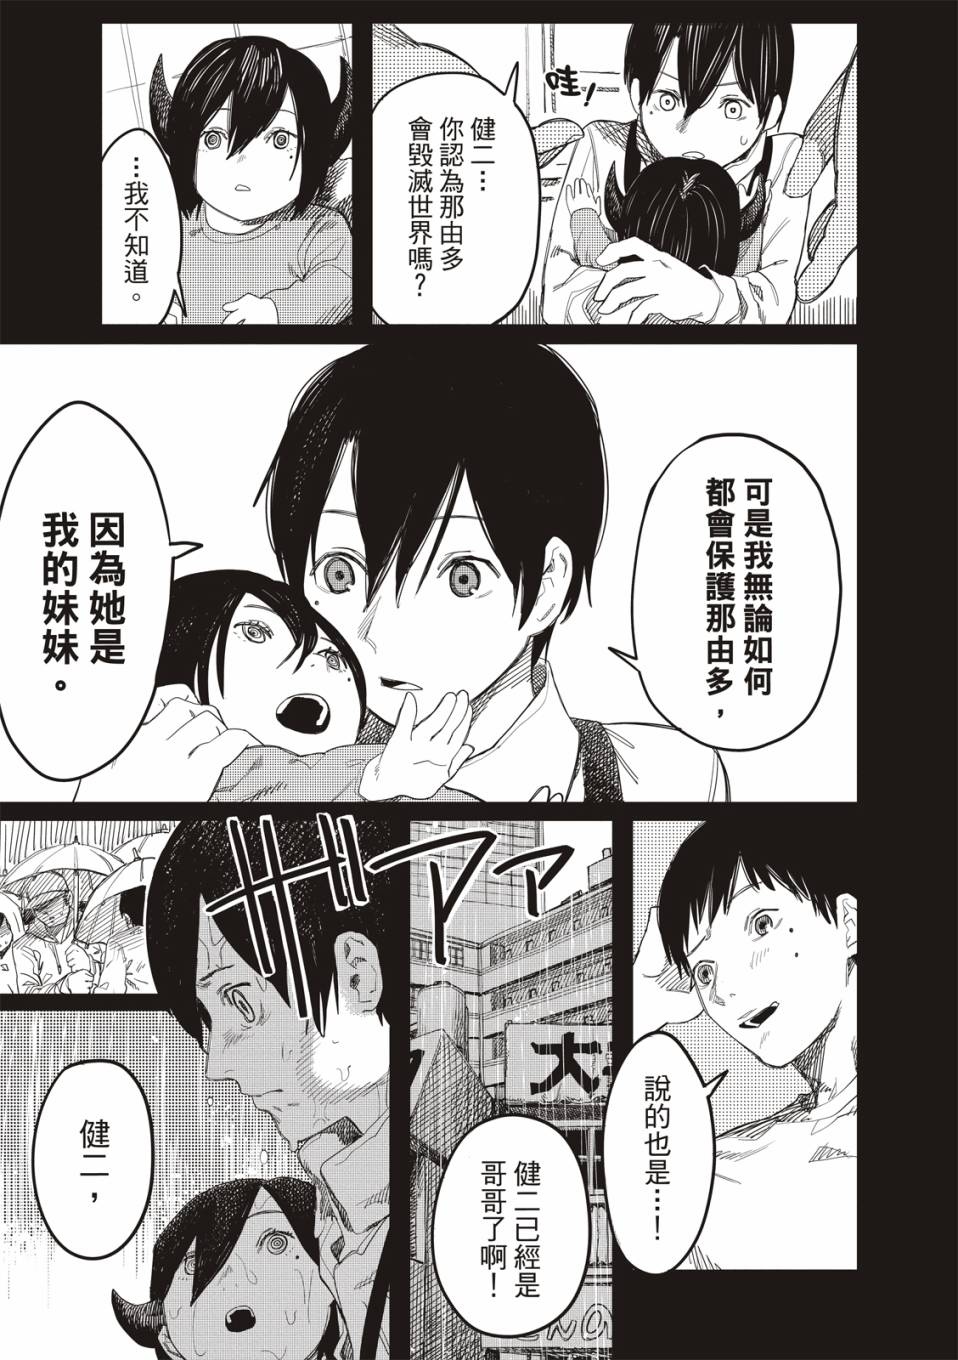 哇！
健二…
你認為那由多
會毀滅世界嗎？
…我不知道。
可是我無論如何
都會保護那由多，
因為她是
我的妹妹。
說的也是…！
健二已經是
哥哥了啊！
アア
ザ
大
健二，